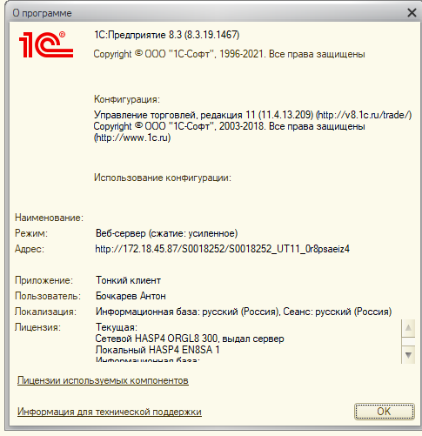 О программе
1С:Предприятие 8.3 (8.3.19.1467)
Copyright © ООО "1С-Софт", 1996-2021. Все права защищены
Конфигурация:
Управление торговлей, редакция 11 (11.4.13.209) (http://v8.1c.ru/trade/)
Copyright © ООО "1С-Софт", 2003-2018. Все права защищены
(http://www.1c.ru)
Использование конфигурации:
Наименование:
Режим: Веб-сервер (сжатие: усиленное)
Адрес: http://172.18.45.87/S0018252/S0018252_UT11_0r8psaeiz4
Приложение: Тонкий клиент
Пользователь: Бочкарев Антон
Локализация: Информационная база: русский (Россия), Сеанс: русский (Россия)
Лицензия: Текущая:
Сетевой HASP4 ORGL8 300, выдал сервер
Локальный HASP4 EN8SA 1
Информационная база:
Лицензии используемых компонентов
Информация для технической поддержки
OK